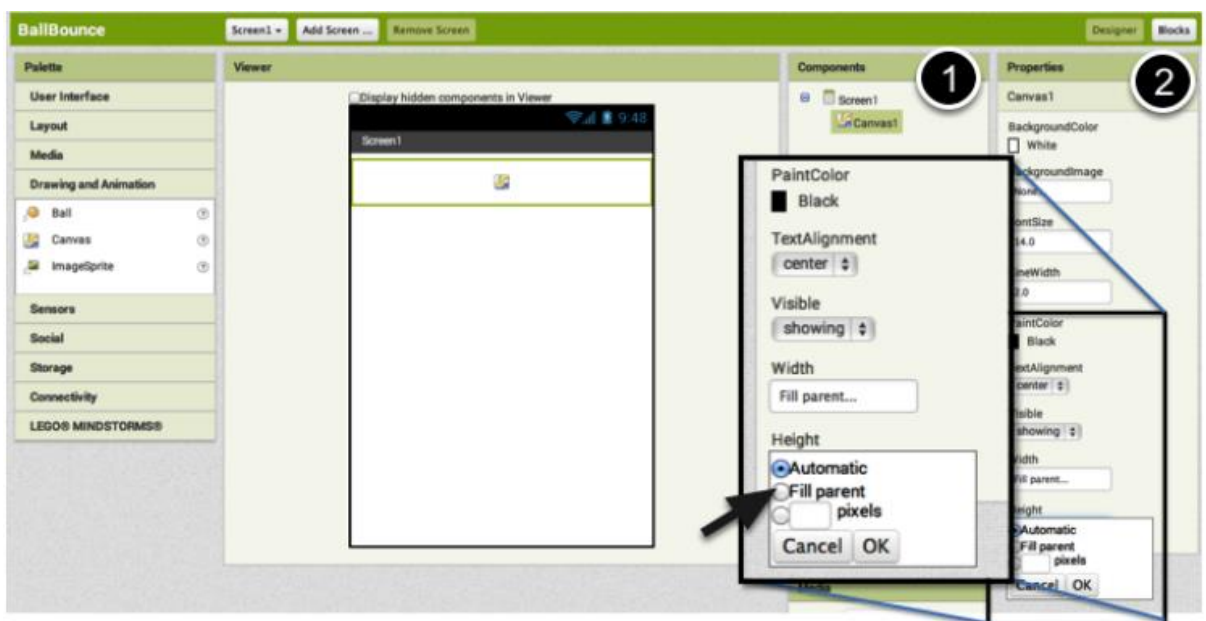 BallBounce
Screen1
Add Screen ...
Remove Screen
Designer
Blocks
Palette
User Interface
Layout
Media
Drawing and Animation
Ball
Canvas
ImageSprite
Sensors
Social
Storage
Connectivity
LEGO® MINDSTORMS®
Viewer
Display hidden components in Viewer
9:48
Screen1
Components
1
Screen1
Canvas1
PaintColor
Black
TextAlignment
center
Visible
showing
Width
Fill parent...
Height
Automatic
Fill parent
pixels
Cancel OK
Properties
2
Canvas1
BackgroundColor
White
14.0
2.0
Black
center
showing
Automatic
Fill parent
pixels
Cancel OK